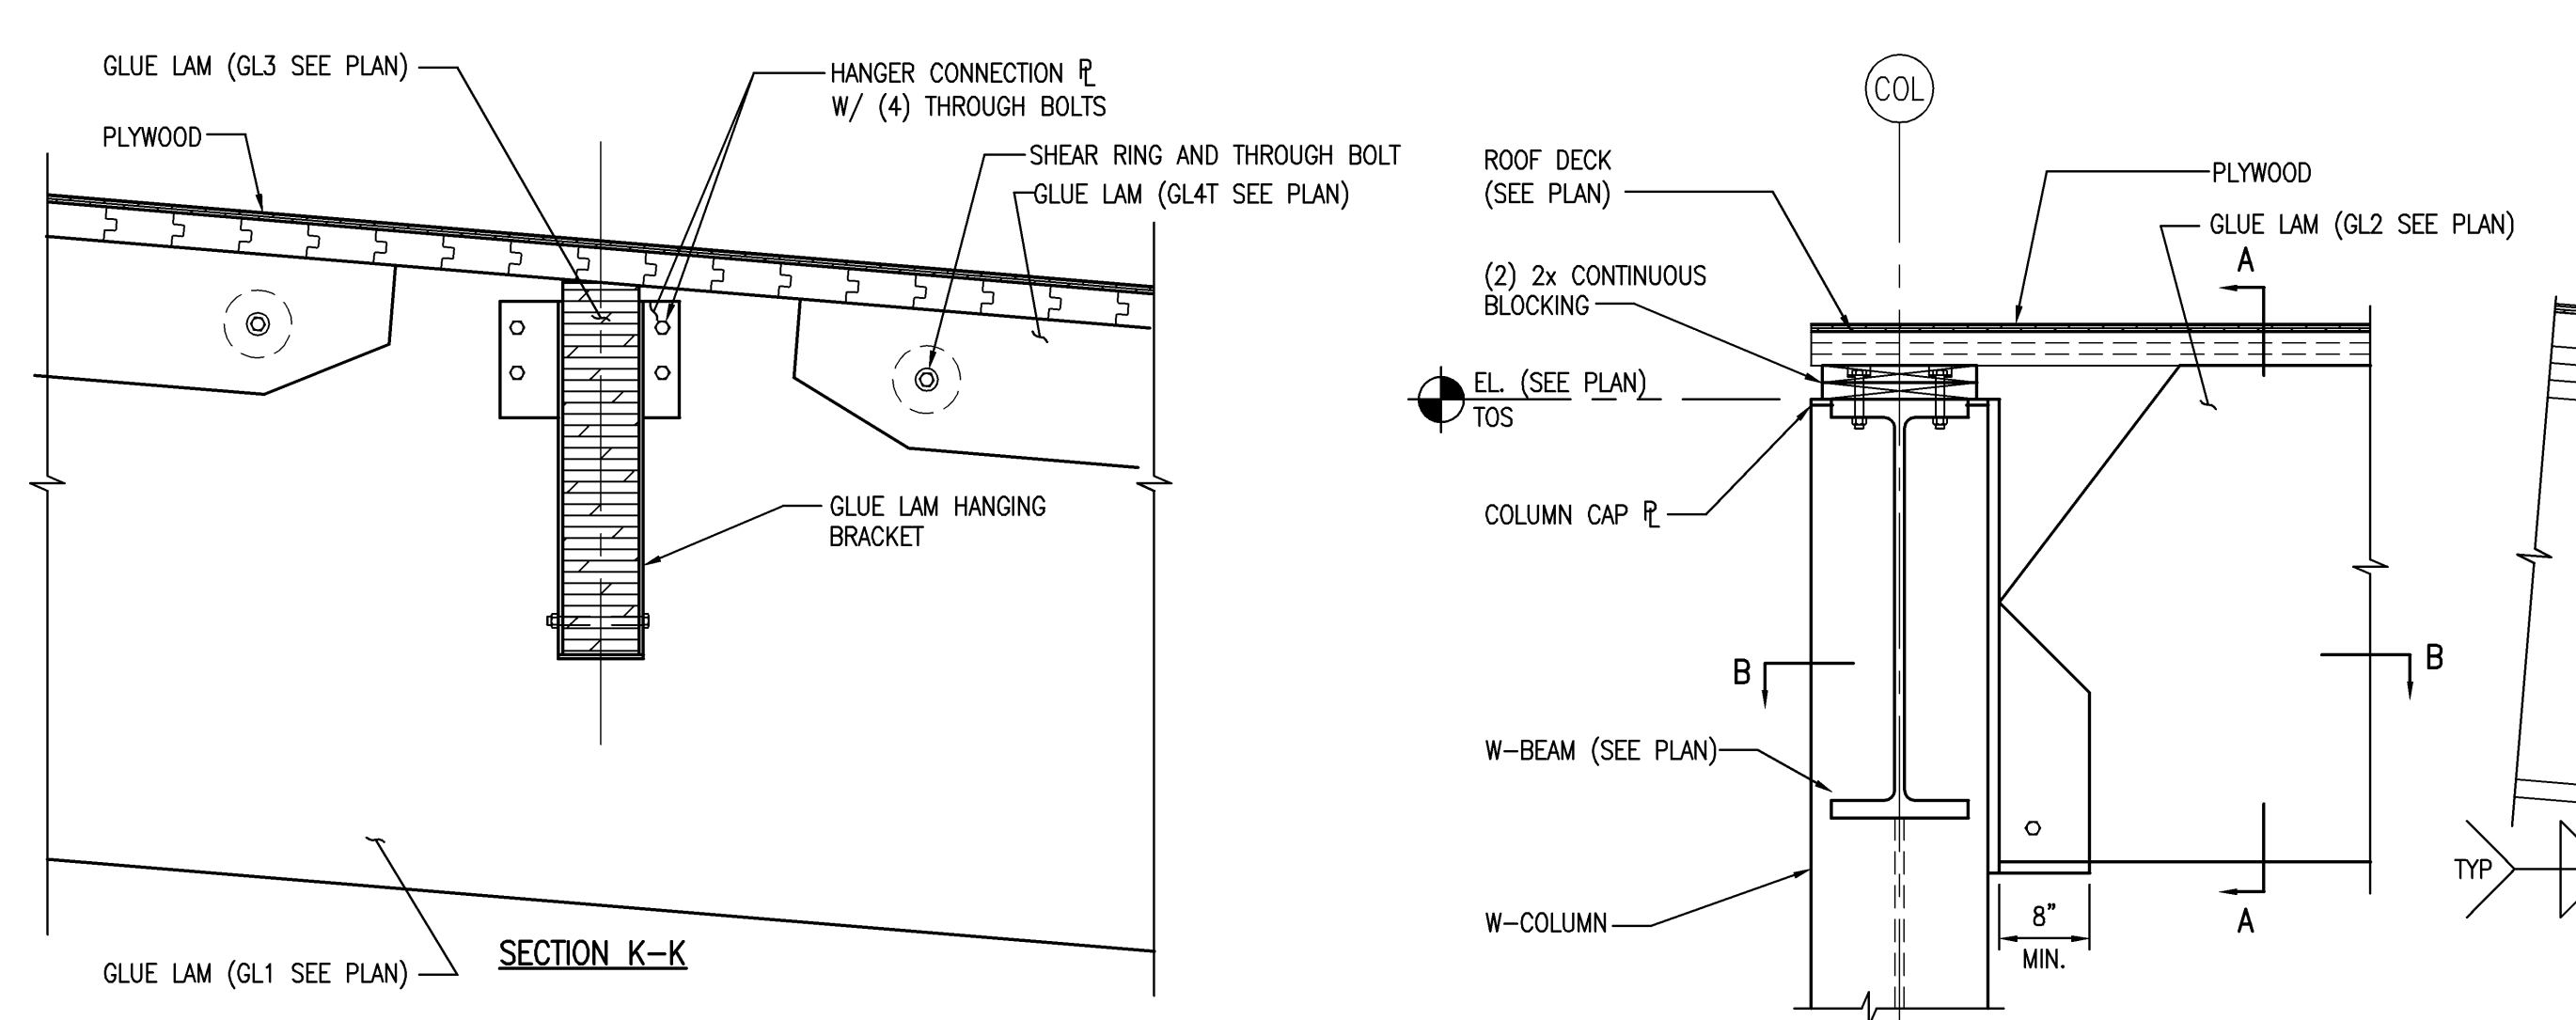 GLUE LAM (GL3 SEE PLAN)
PLYWOOD
HANGER CONNECTION ℙL
W/ (4) THROUGH BOLTS
SHEAR RING AND THROUGH BOLT
GLUE LAM (GL4T SEE PLAN)
GLUE LAM HANGING
BRACKET
GLUE LAM (GL1 SEE PLAN)
SECTION K-K
COL
ROOF DECK
(SEE PLAN)
(2) 2x CONTINUOUS
BLOCKING
EL. (SEE PLAN)
TOS
COLUMN CAP ℙL
W-BEAM (SEE PLAN)
W-COLUMN
PLYWOOD
GLUE LAM (GL2 SEE PLAN)
A
B
B
A
8"
MIN.
TYP